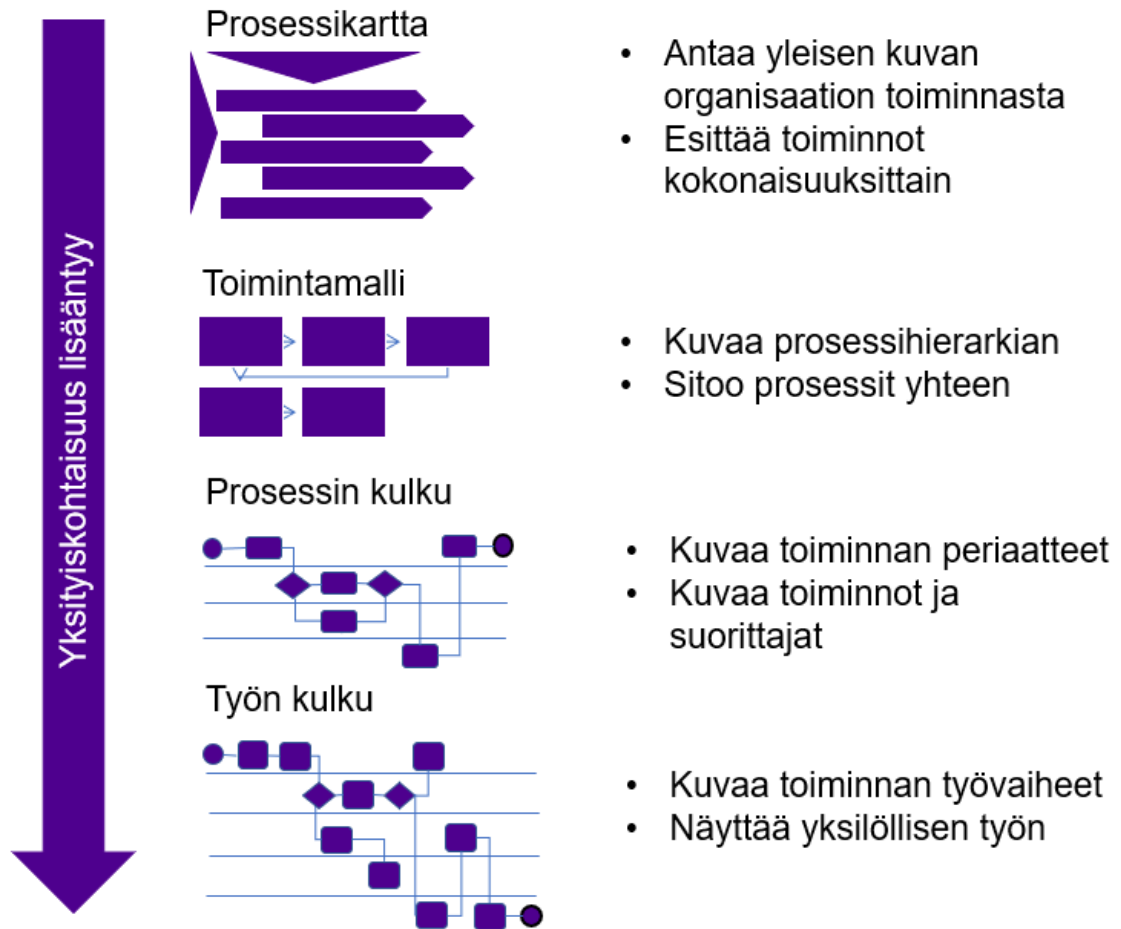 Prosessikartta
• Antaa yleisen kuvan
organisaation toiminnasta
• Esittää toiminnot
kokonaisuuksittain
Yksityiskohtaisuus lisääntyy
Toimintamalli
• Kuvaa prosessihierarkian
• Sitoo prosessit yhteen
Prosessin kulku
• Kuvaa toiminnan periaatteet
• Kuvaa toiminnot ja
suorittajat
Työn kulku
• Kuvaa toiminnan työvaiheet
• Näyttää yksilöllisen työn